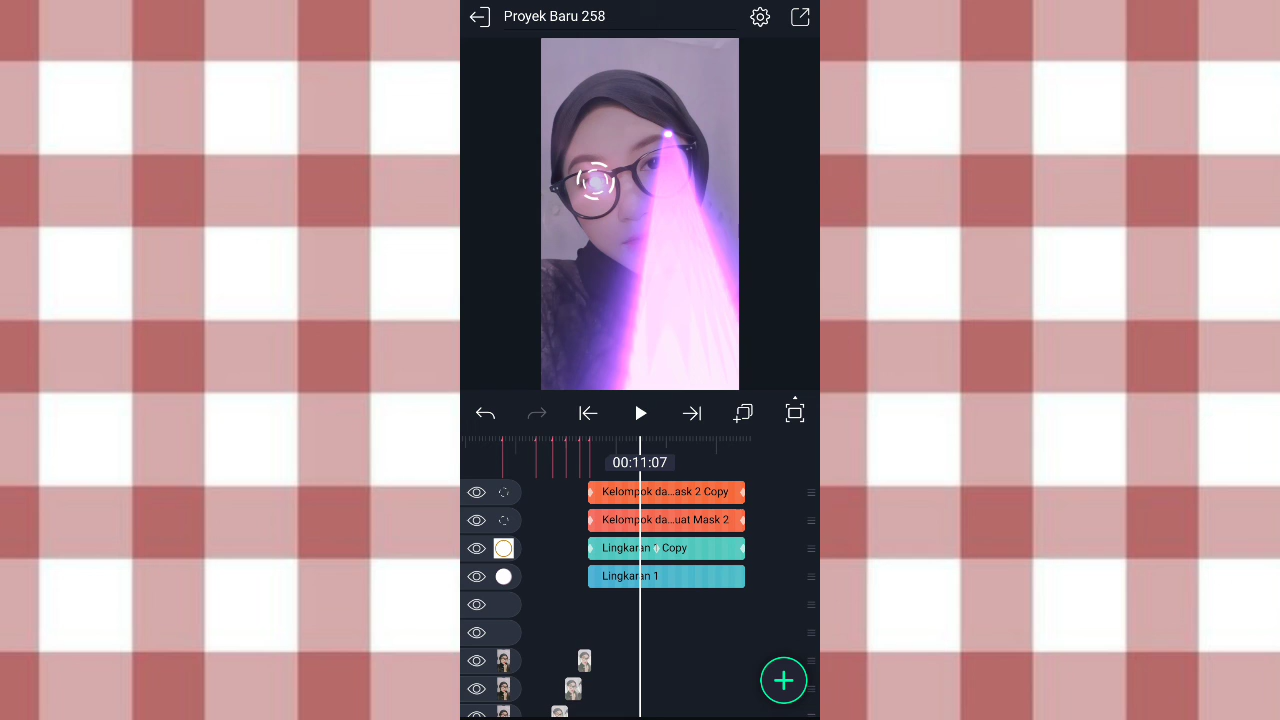 Proyek Baru 258
00:11:07
Kelompok da...ask 2 Copy
Kelompok da...uat Mask 2
Lingkaran 1 Copy
Lingkaran 1